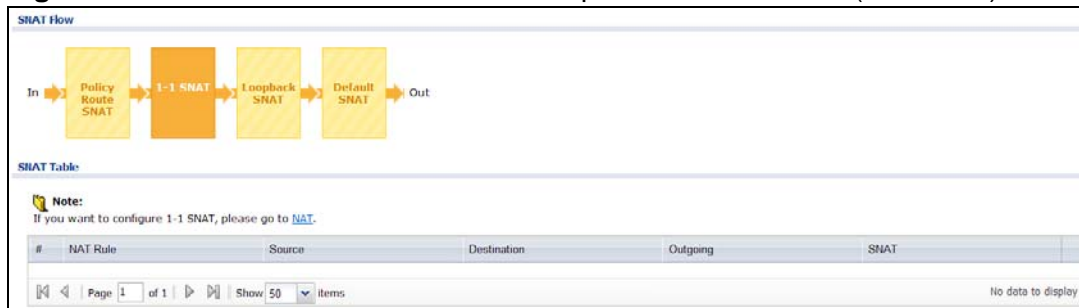 SNAT Flow
In
Policy Route SNAT
1-1 SNAT
Loopback SNAT
Default SNAT
Out
SNAT Table
Note:
If you want to configure 1-1 SNAT, please go to NAT.
# NAT Rule Source Destination Outgoing SNAT
Page 1 of 1 Show 50 items No data to display